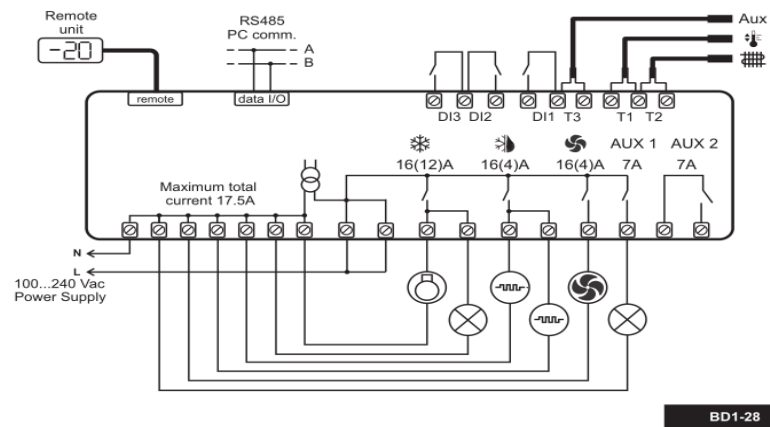 Remote
unit
-20
RS485
PC comm.
A
B
Aux
remote
data I/O
DI3 DI2 DI1 T3 T1 T2
AUX 1 AUX 2
16(12)A 16(4)A 16(4)A 7A 7A
Maximum total
current 17.5A
N
L
100...240 Vac
Power Supply
BD1-28